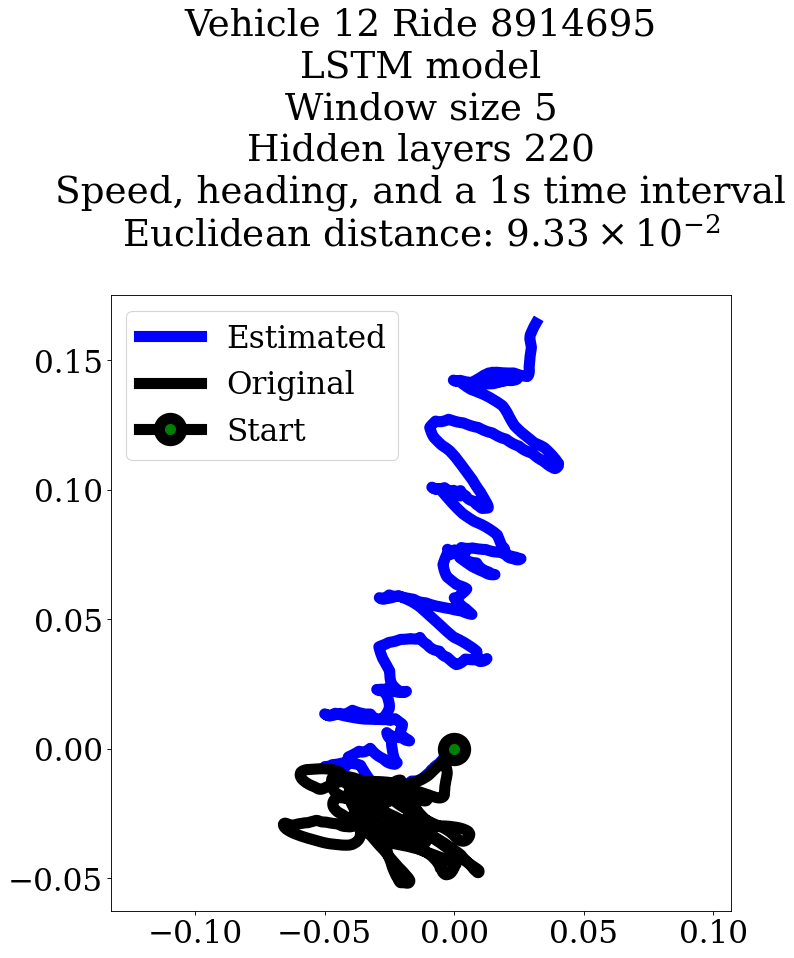 Vehicle 12 Ride 8914695
LSTM model
Window size 5
Hidden layers 220
Speed, heading, and a 1s time interval
Euclidean distance: 9.33 × 10⁻²
Estimated
Original
Start
0.15
0.10
0.05
0.00
−0.05
−0.10 −0.05 0.00 0.05 0.10